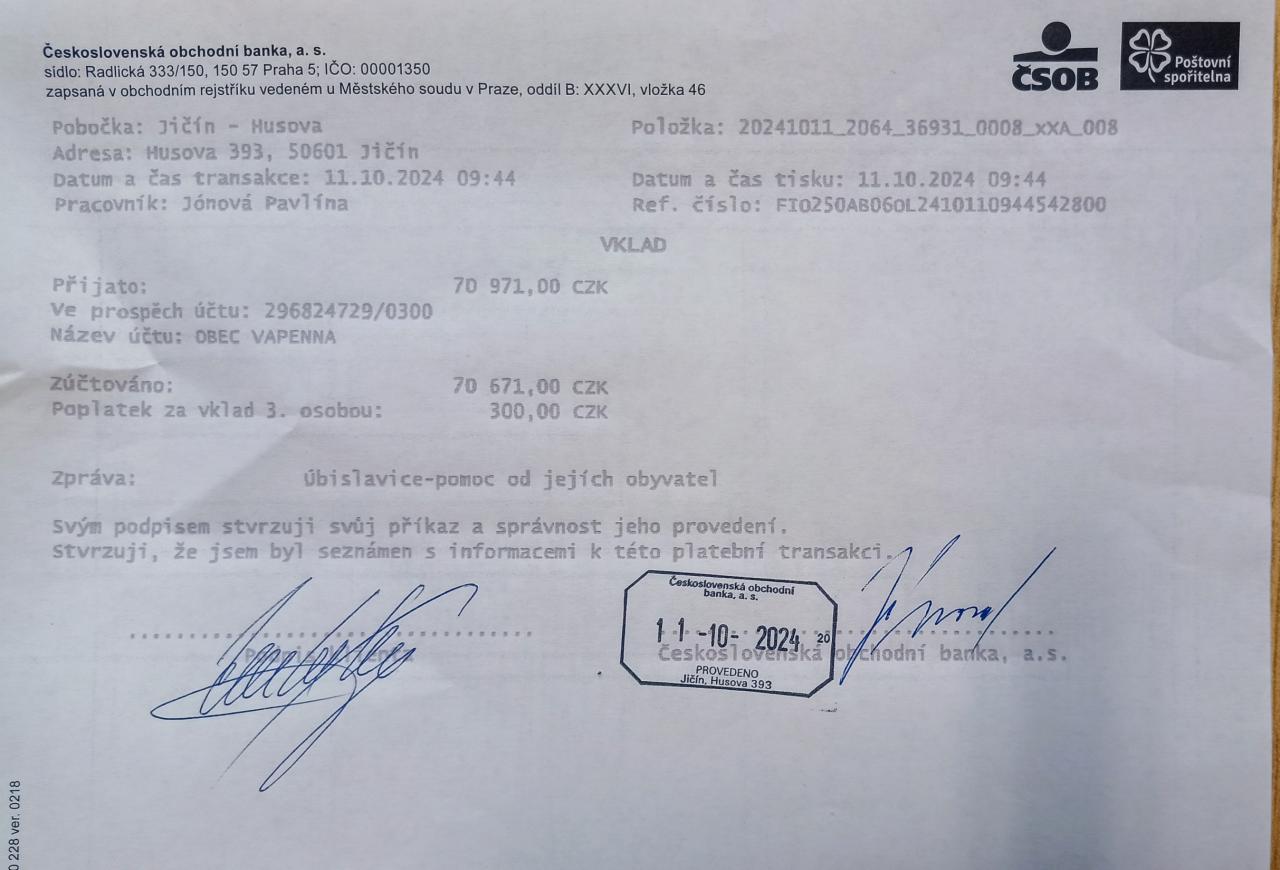 Československá obchodní banka, a. s.
sídlo: Radlická 333/150, 150 57 Praha 5; IČO: 00001350
zapsaná v obchodním rejstříku vedeném u Městského soudu v Praze, oddíl B: XXXVI, vložka 46
ČSOB
Poštovní
spořitelna
Pobočka: Jičín - Husova
Položka: 20241011_2064_36931_0008_XXA_008
Adresa: Husova 393, 50601 Jičín
Datum a čas transakce: 11.10.2024 09:44
Datum a čas tisku: 11.10.2024 09:44
Pracovník: Jónová Pavlína
Ref. číslo: FIO250AB06OL2410110944542800
VKLAD
Přijato: 70 971,00 CZK
Ve prospěch účtu: 296824729/0300
Název účtu: OBEC VAPENNA
Zúčtováno: 70 671,00 CZK
Poplatek za vklad 3. osobou: 300,00 CZK
Zpráva: Úbislavice-pomoc od jejích obyvatel
Svým podpisem stvrzuji svůj příkaz a správnost jeho provedení.
Stvrzuji, že jsem byl seznámen s informacemi k této platební transakci.
Československá obchodní
banka, a. s.
11 -10- 2024 20
Podpis klienta
Československá obchodní banka, a.s.
PROVEDENO
Jičín, Husova 393
0 228 ver. 0218